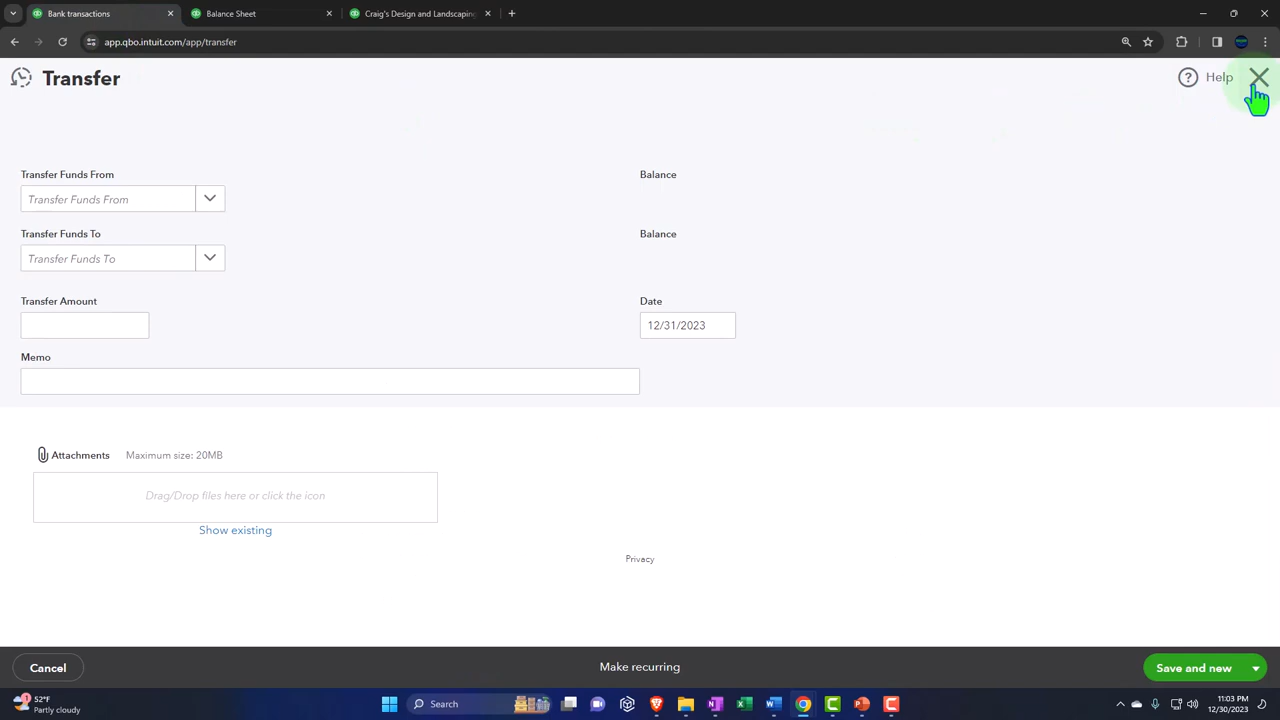 Bank transactions
Balance Sheet
Craig's Design and Landscaping
app.qbo.intuit.com/app/transfer
Transfer
Help
Transfer Funds From
Balance
Transfer Funds From
Transfer Funds To
Balance
Transfer Funds To
Transfer Amount
Date
12/31/2023
Memo
Attachments Maximum size: 20MB
Drag/Drop files here or click the icon
Show existing
Privacy
Cancel
Make recurring
Save and new
1
52°F
Partly cloudy
Search
11:03 PM
12/30/2023